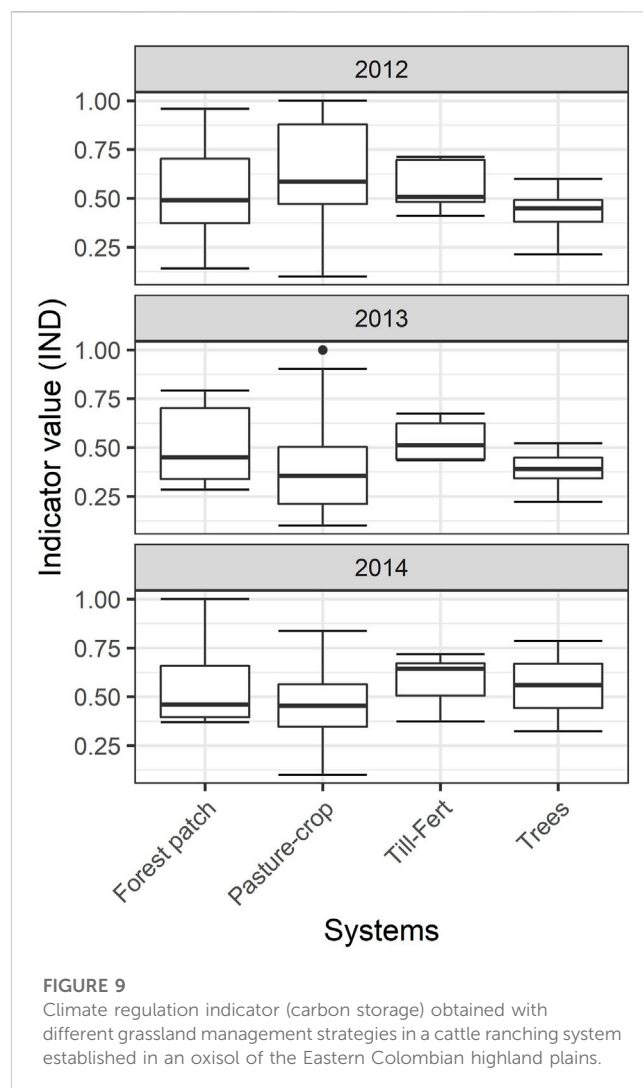 2012
1.00
0.75
0.50
0.25
2013
1.00
0.75
0.50
0.25
2014
1.00
0.75
0.50
0.25
Indicator value (IND)
Forest patch
Pasture-crop
Till-Fert
Trees
Systems
FIGURE 9
Climate regulation indicator (carbon storage) obtained with
different grassland management strategies in a cattle ranching system
established in an oxisol of the Eastern Colombian highland plains.